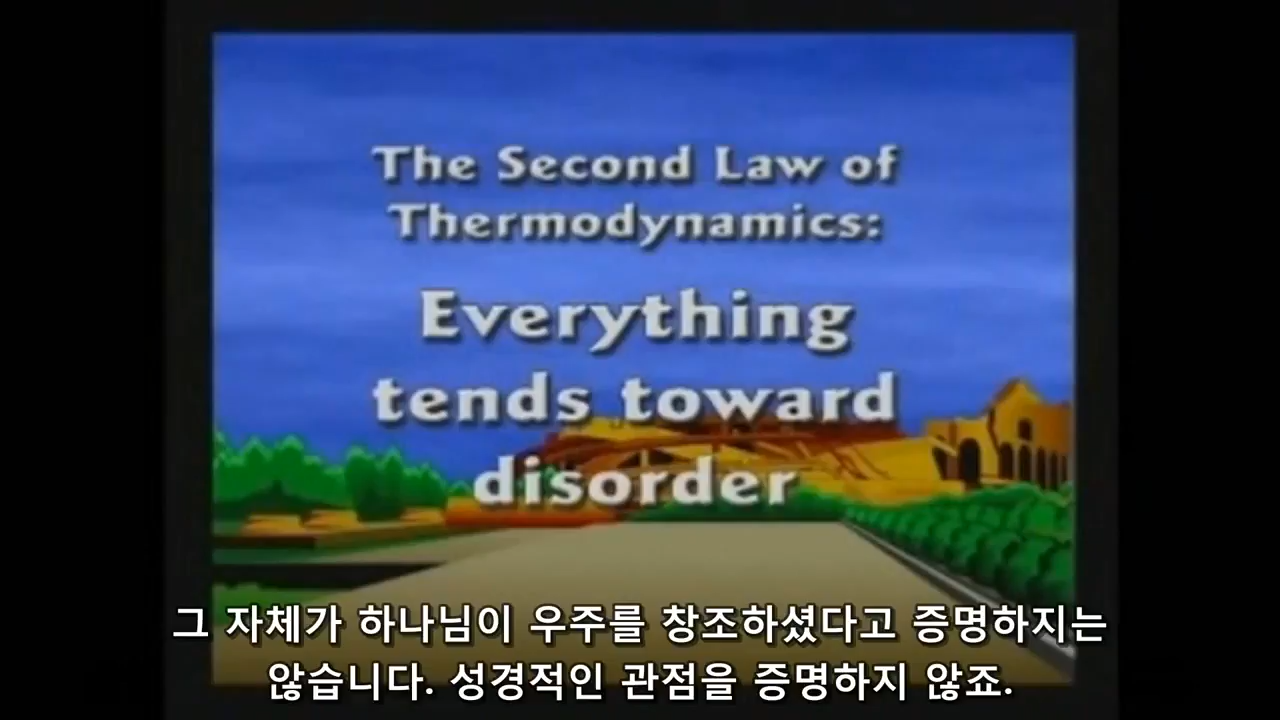 The Second Law of
Thermodynamics:
Everything
tends toward
disorder
그 자체가 하나님이 우주를 창조하셨다고 증명하지는
않습니다. 성경적인 관점을 증명하지 않죠.